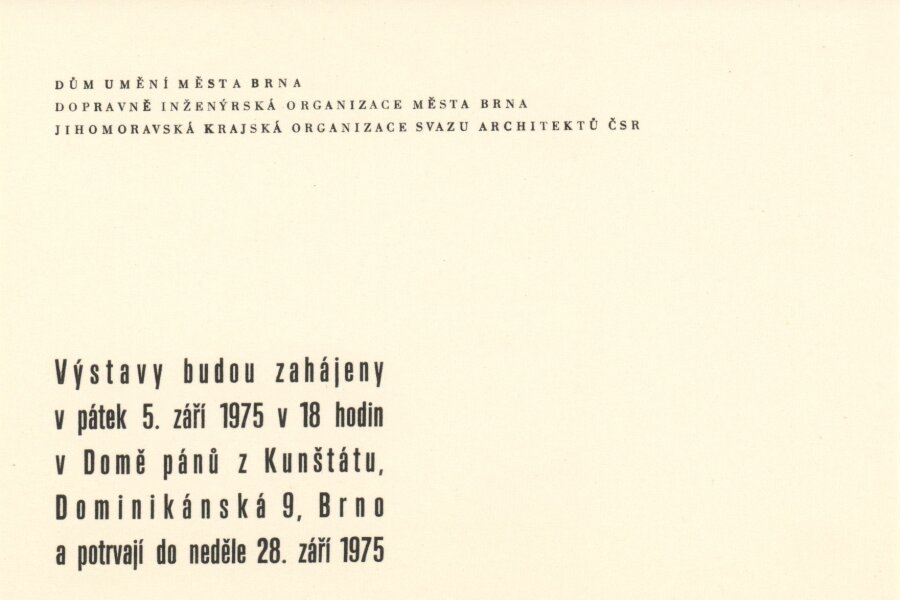 DŮM UMĚNÍ MĚSTA BRNA
DOPRAVNĚ INŽENÝRSKÁ ORGANIZACE MĚSTA BRNA
JIHOMORAVSKÁ KRAJSKÁ ORGANIZACE SVAZU ARCHITEKTŮ ČSR
Výstavy budou zahájeny
v pátek 5. září 1975 v 18 hodin
v Domě pánů z Kunštátu,
Dominikánská 9, Brno
a potrvají do neděle 28. září 1975